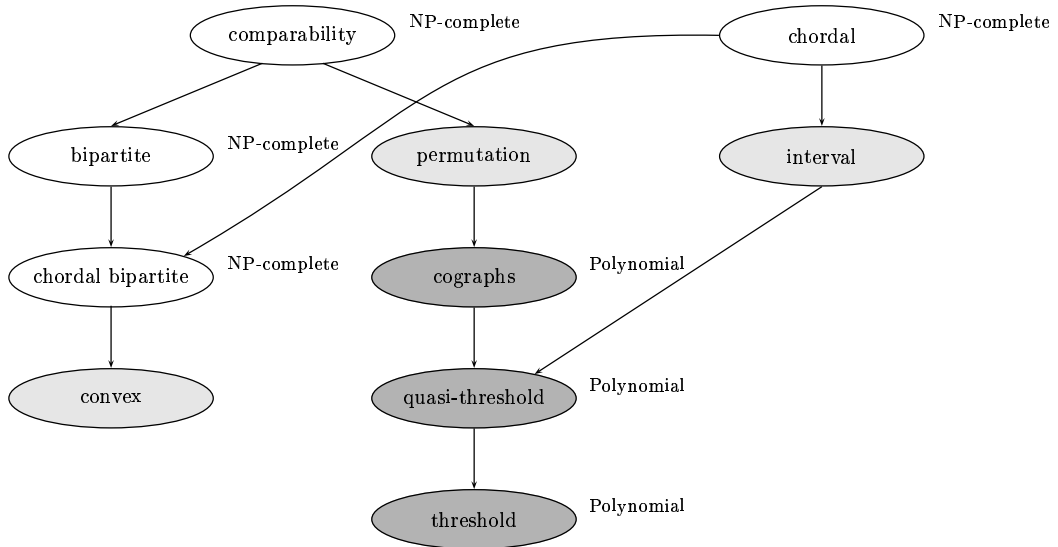 comparability
NP-complete
chordal
NP-complete
bipartite
NP-complete
permutation
interval
chordal bipartite
NP-complete
cographs
Polynomial
convex
quasi-threshold
Polynomial
threshold
Polynomial